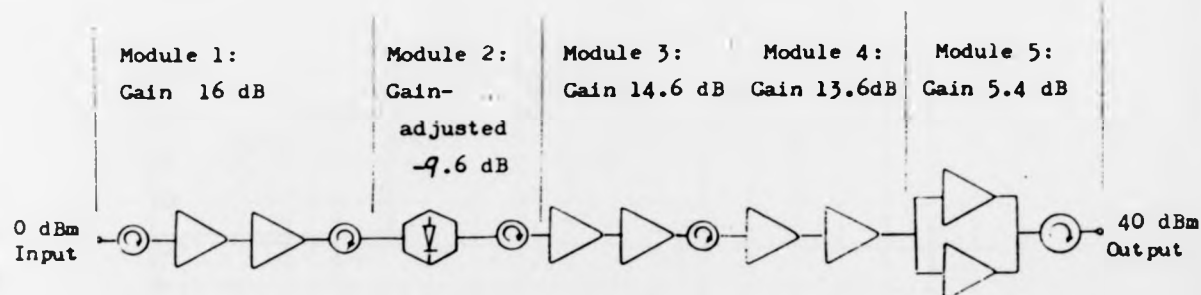 Module 1:
Gain 16 dB
Module 2:
Gain-
adjusted
-9.6 dB
Module 3:
Gain 14.6 dB
Module 4:
Gain 13.6dB
Module 5:
Gain 5.4 dB
0 dBm
Input
40 dBm
Output